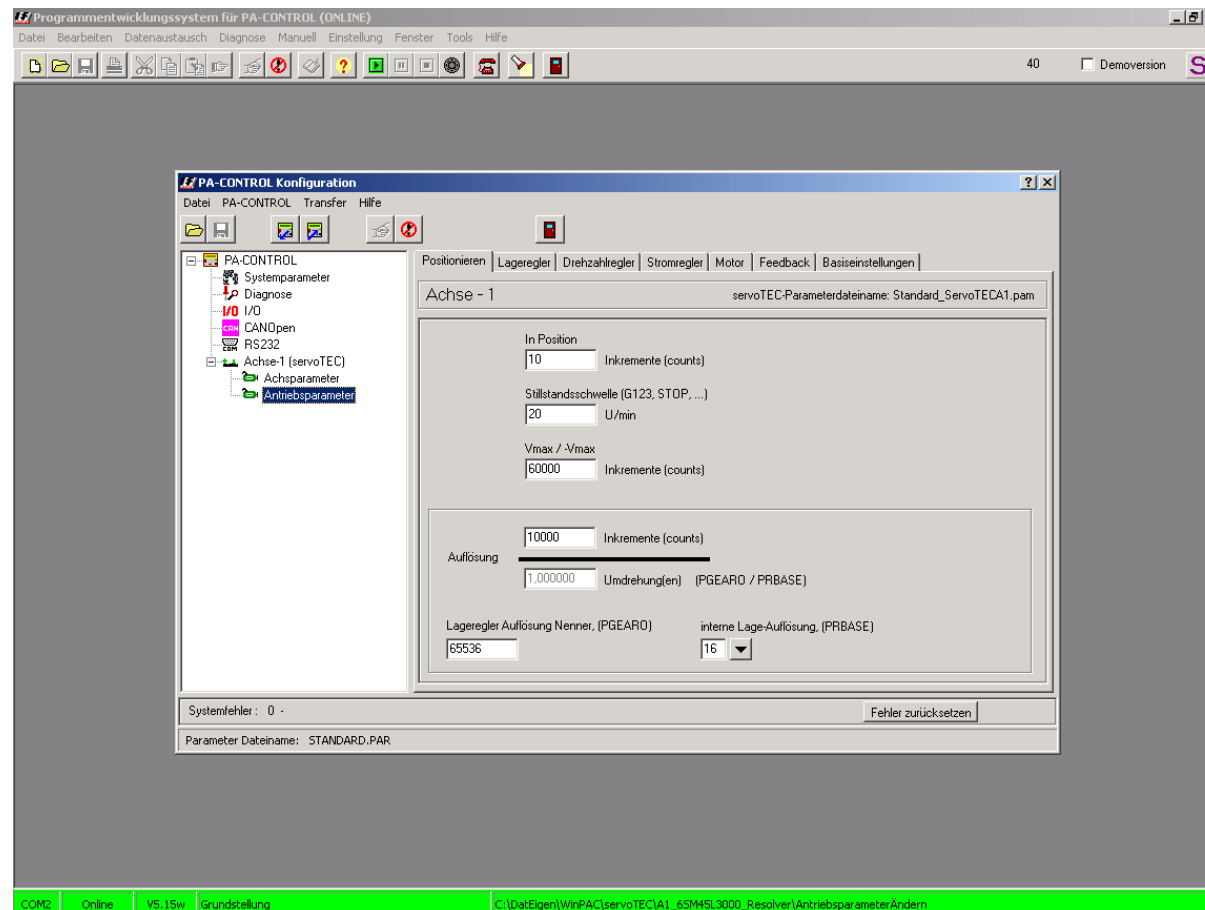 Programmentwicklungssystem für PA-CONTROL (ONLINE)
Datei Bearbeiten Datenaustausch Diagnose Manuell Einstellung Fenster Tools Hilfe
40 Demoversion S
PA-CONTROL Konfiguration
Datei PA-CONTROL Transfer Hilfe
PA-CONTROL
Systemparameter
Diagnose
I/O I/O
CAN CANOpen
COM RS232
Achse-1 (servoTEC)
Achsparameter
Antriebsparameter
Positionieren Lageregler Drehzahlregler Stromregler Motor Feedback Basiseinstellungen
Achse - 1 servoTEC-Parameterdateiname: Standard_ServoTECA1.pam
In Position
10 Inkremente (counts)
Stillstandsschwelle (G123, STOP, ...)
20 U/min
Vmax / -Vmax
60000 Inkremente (counts)
10000 Inkremente (counts)
Auflösung
1,000000 Umdrehung(en) (PGEARO / PRBASE)
Lageregler Auflösung Nenner, (PGEARO) interne Lage-Auflösung, (PRBASE)
65536 16
Systemfehler : 0 - Fehler zurücksetzen
Parameter Dateiname: STANDARD.PAR
COM2 Online V5.15w Grundstellung C:\DatEigen\WinPAC\servoTEC\A1_6SM45L3000_Resolver\AntriebsparameterÄndern